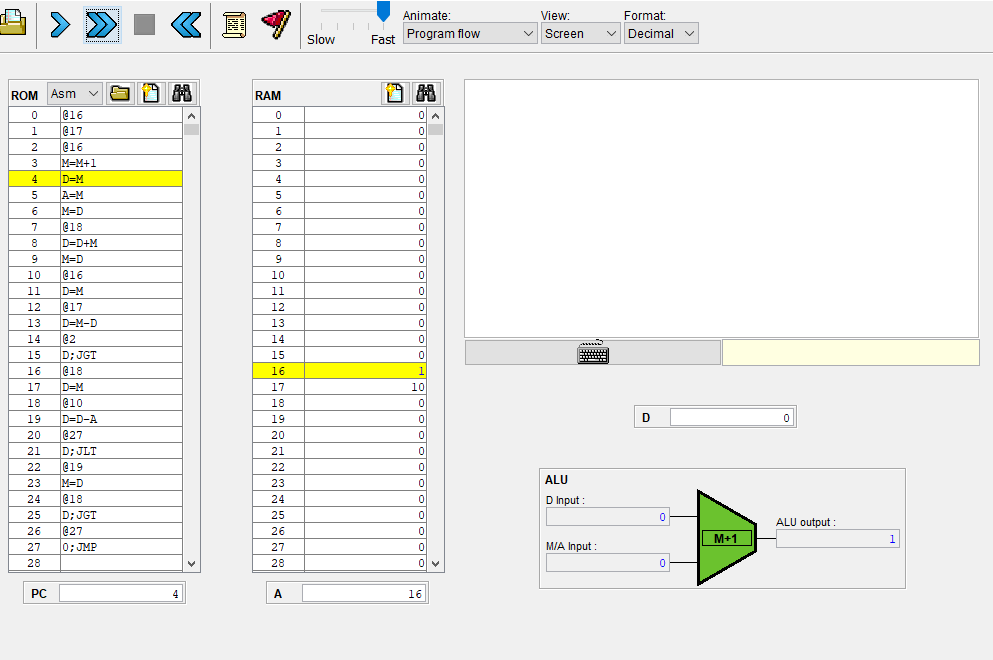 Animate: View: Format:
Slow Fast Program flow Screen Decimal
ROM Asm
0 @16
1 @17
2 @16
3 M=M+1
4 D=M
5 A=M
6 M=D
7 @18
8 D=D+M
9 M=D
10 @16
11 D=M
12 @17
13 D=M-D
14 @2
15 D;JGT
16 @18
17 D=M
18 @10
19 D=D-A
20 @27
21 D;JLT
22 @19
23 M=D
24 @18
25 D;JGT
26 @27
27 0;JMP
28
PC 4
RAM
0 0
1 0
2 0
3 0
4 0
5 0
6 0
7 0
8 0
9 0
10 0
11 0
12 0
13 0
14 0
15 0
16 1
17 10
18 0
19 0
20 0
21 0
22 0
23 0
24 0
25 0
26 0
27 0
28 0
A 16
D 0
ALU
D Input :
0
M/A Input :
0
M+1
ALU output :
1